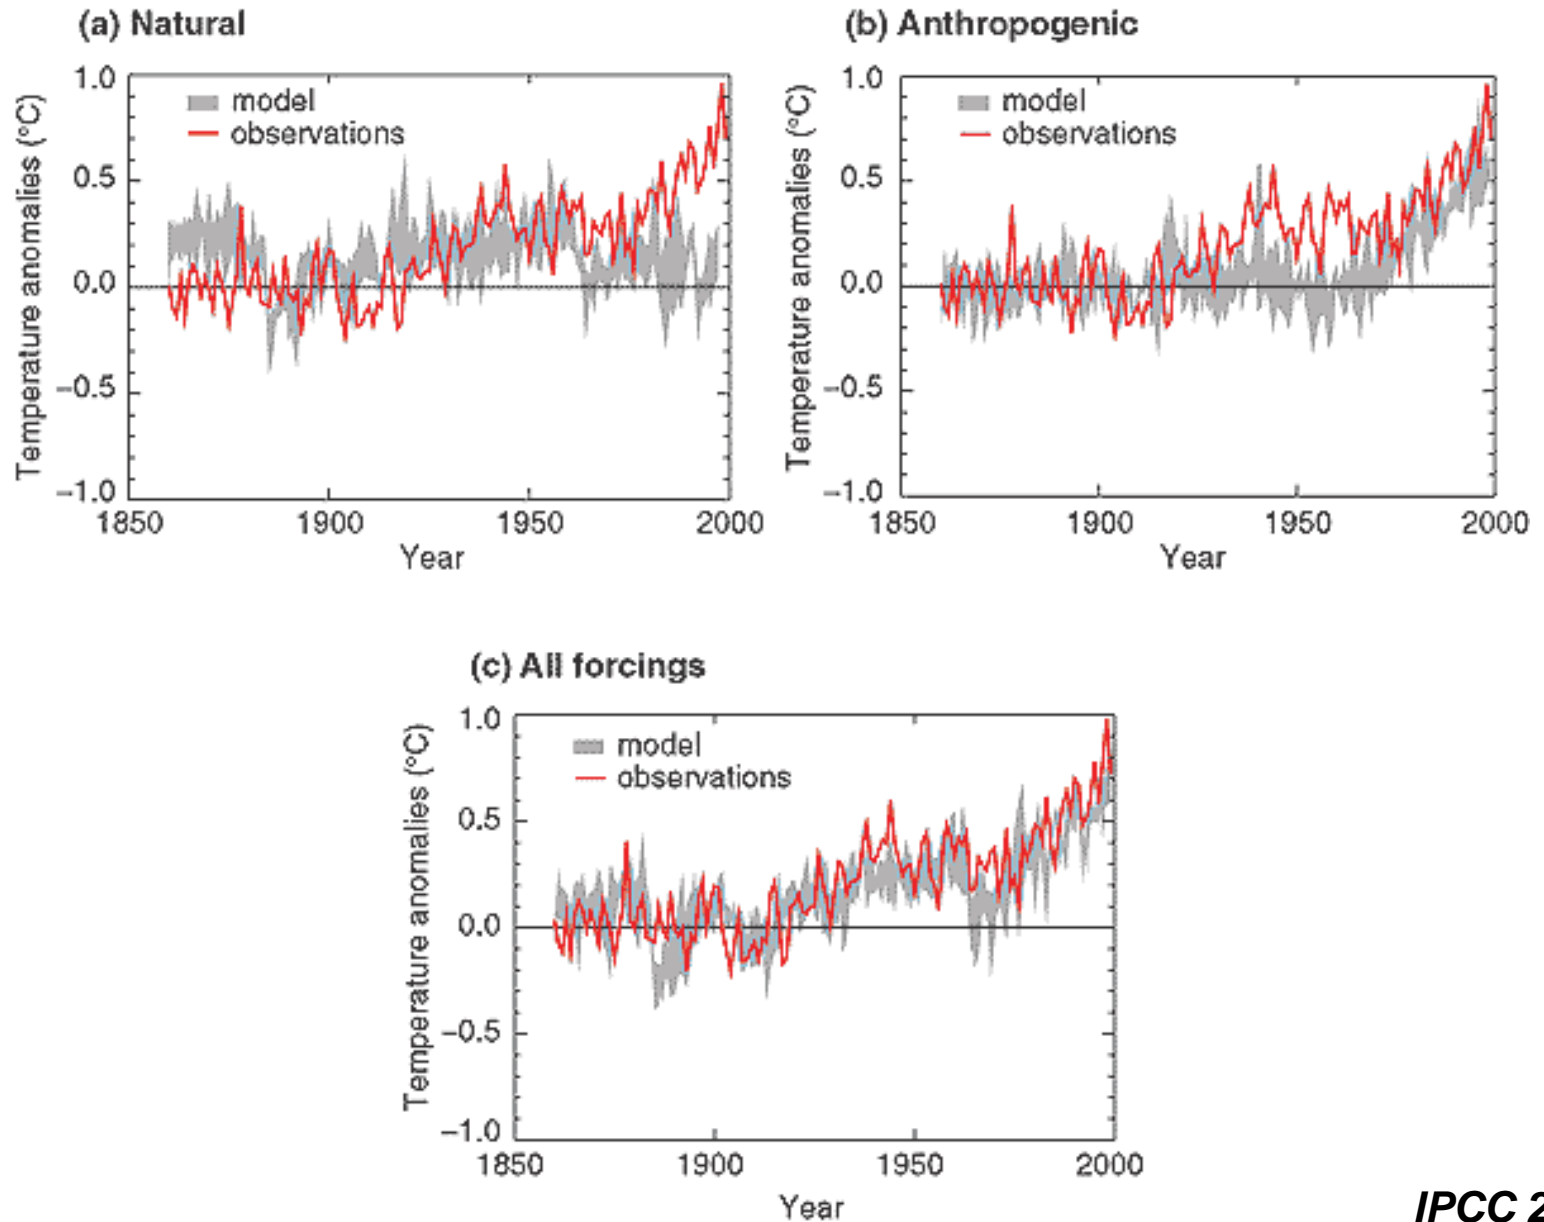 (a) Natural
1.0
0.5
0.0
−0.5
−1.0
Temperature anomalies (°C)
model
observations
1850 1900 1950 2000
Year
(b) Anthropogenic
1.0
0.5
0.0
−0.5
−1.0
Temperature anomalies (°C)
model
observations
1850 1900 1950 2000
Year
(c) All forcings
1.0
0.5
0.0
−0.5
−1.0
Temperature anomalies (°C)
model
observations
1850 1900 1950 2000
Year
IPCC 2